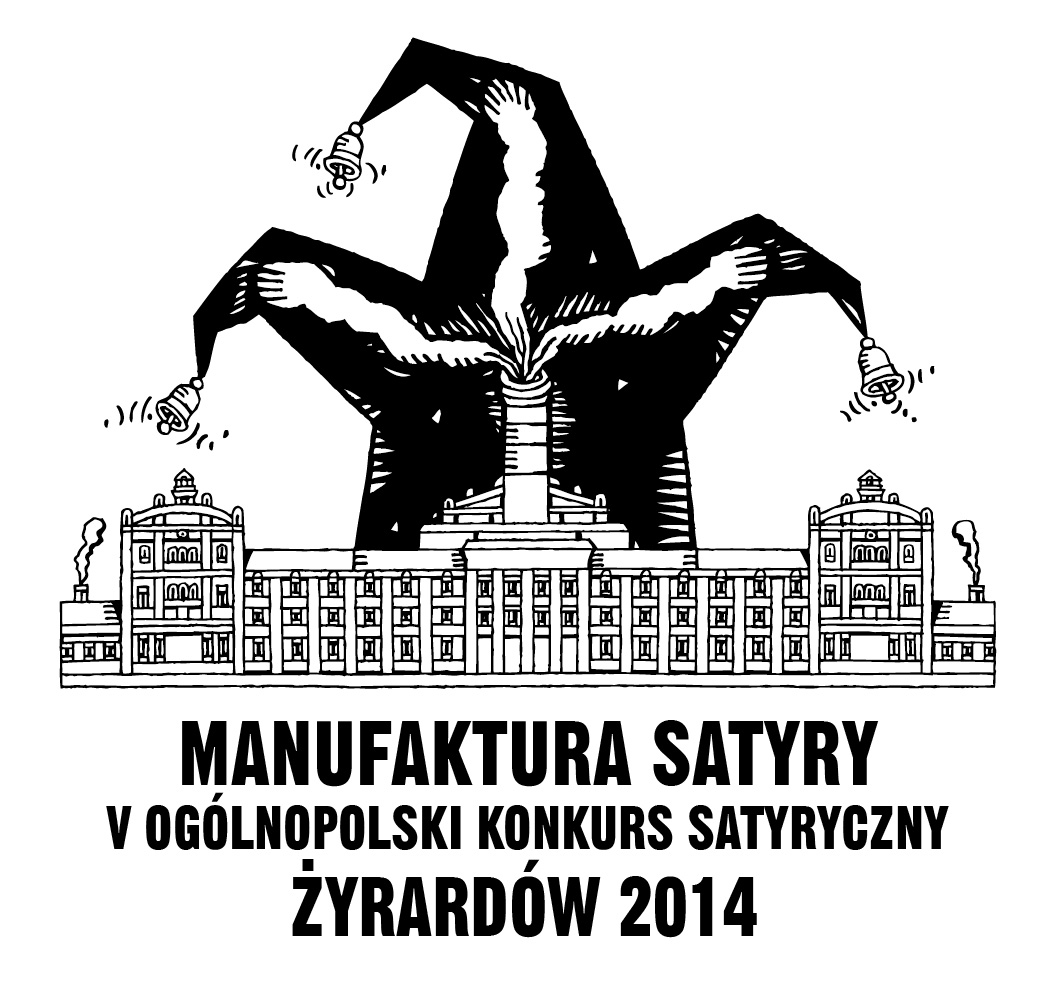 MANUFAKTURA SATYRY
V OGÓLNOPOLSKI KONKURS SATYRYCZNY
ŻYRARDÓW 2014